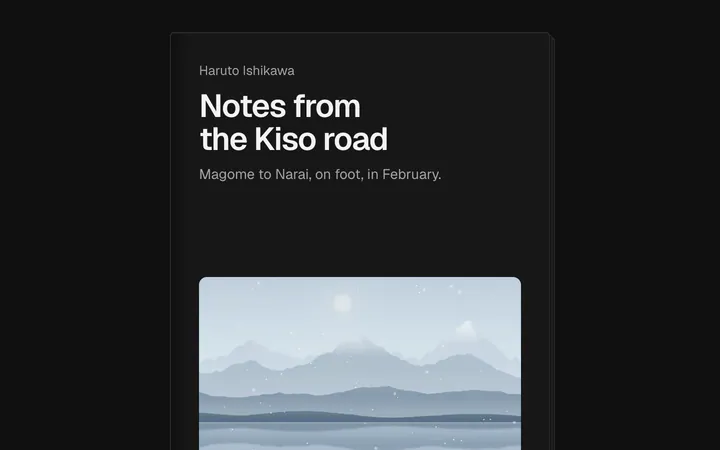 Haruto Ishikawa
Notes from
the Kiso road
Magome to Narai, on foot, in February.